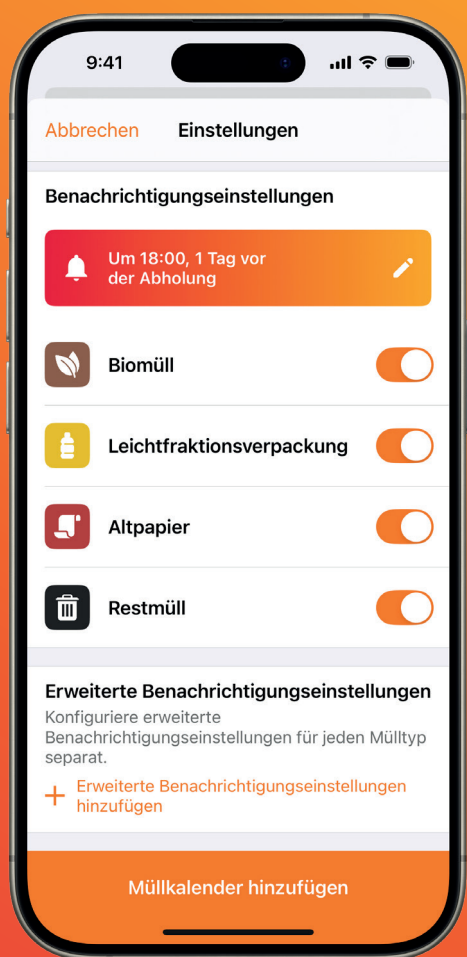 9:41
Abbrechen
Einstellungen
Benachrichtigungseinstellungen
Um 18:00, 1 Tag vor
der Abholung
Biomüll
Leichtfraktionsverpackung
Altpapier
Restmüll
Erweiterte Benachrichtigungseinstellungen
Konfiguriere erweiterte
Benachrichtigungseinstellungen für jeden Mülltyp
separat.
+ Erweiterte Benachrichtigungseinstellungen
hinzufügen
Müllkalender hinzufügen